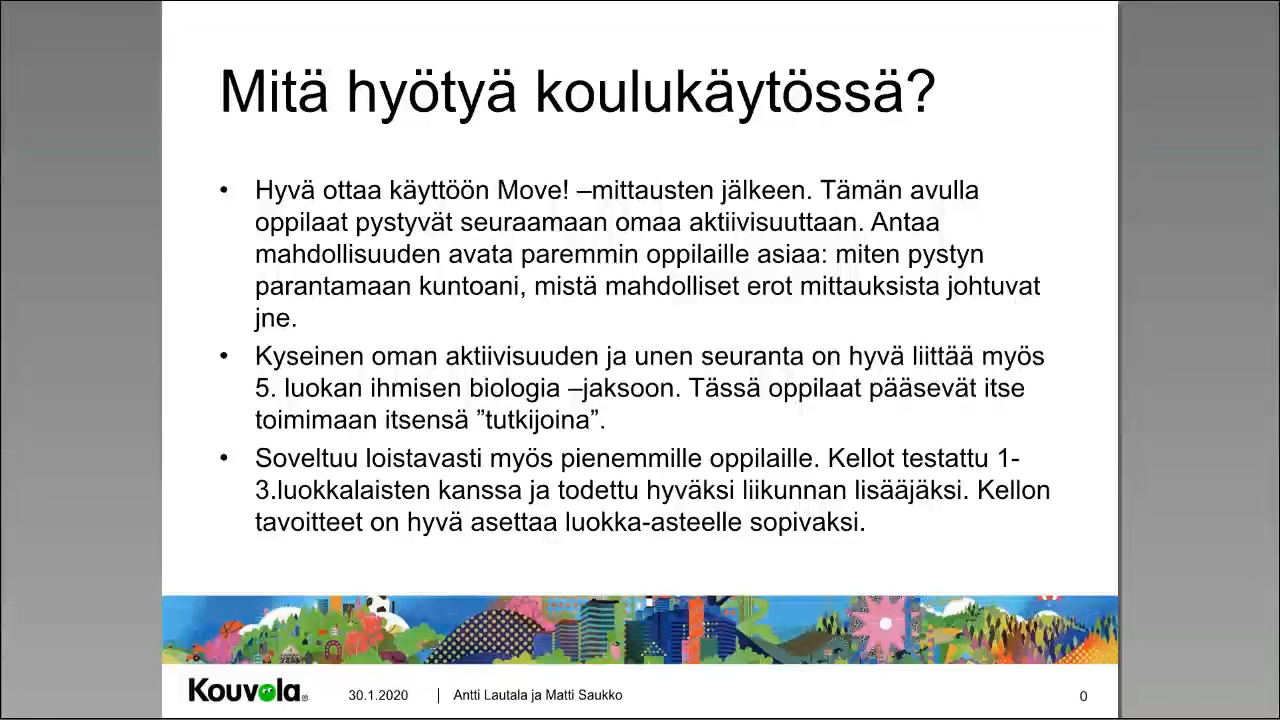 Mitä hyötyä koulukäytössä?
• Hyvä ottaa käyttöön Move! –mittausten jälkeen. Tämän avulla
oppilaat pystyvät seuraamaan omaa aktiivisuuttaan. Antaa
mahdollisuuden avata paremmin oppilaille asiaa: miten pystyn
parantamaan kuntoani, mistä mahdolliset erot mittauksista johtuvat
jne.
• Kyseinen oman aktiivisuuden ja unen seuranta on hyvä liittää myös
5. luokan ihmisen biologia –jaksoon. Tässä oppilaat pääsevät itse
toimimaan itsensä ”tutkijoina”.
• Soveltuu loistavasti myös pienemmille oppilaille. Kellot testattu 1-
3.luokkalaisten kanssa ja todettu hyväksi liikunnan lisääjäksi. Kellon
tavoitteet on hyvä asettaa luokka-asteelle sopivaksi.
Kouvola® 30.1.2020 | Antti Lautala ja Matti Saukko 0